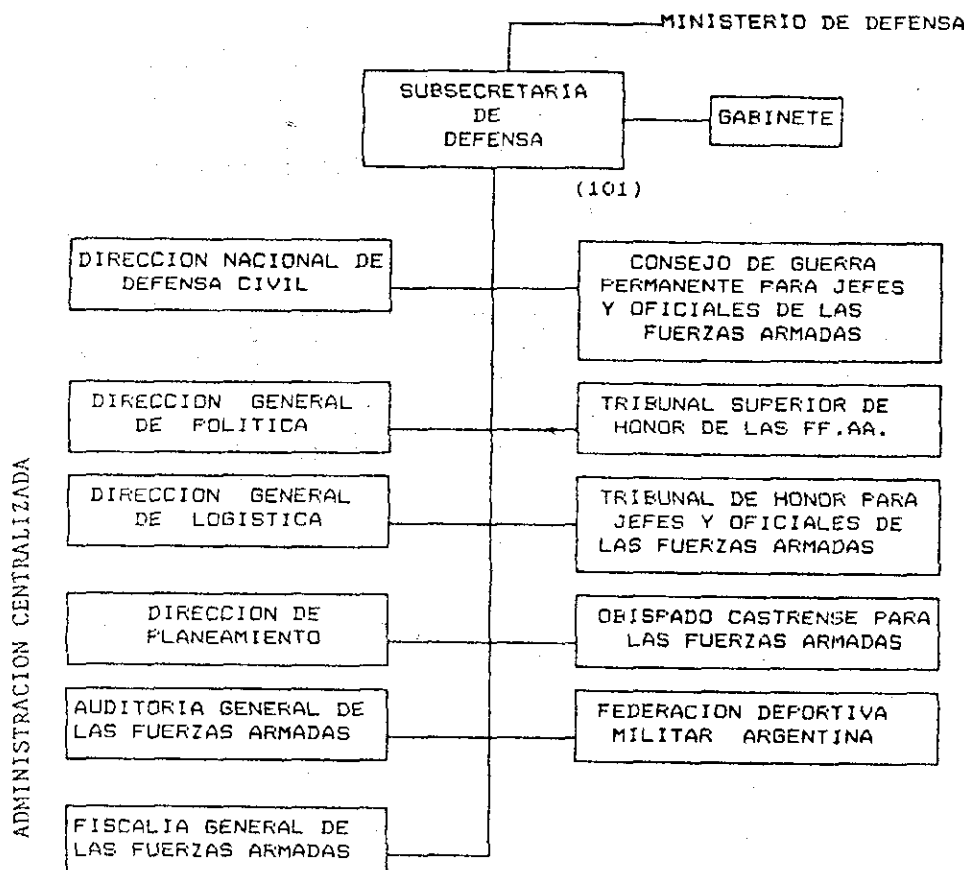 MINISTERIO DE DEFENSA
SUBSECRETARIA
DE
DEFENSA
GABINETE
(101)
DIRECCION NACIONAL DE
DEFENSA CIVIL
CONSEJO DE GUERRA
PERMANENTE PARA JEFES
Y OFICIALES DE LAS
FUERZAS ARMADAS
DIRECCION GENERAL
DE POLITICA
TRIBUNAL SUPERIOR DE
HONOR DE LAS FF.AA.
DIRECCION GENERAL
DE LOGISTICA
TRIBUNAL DE HONOR PARA
JEFES Y OFICIALES DE
LAS FUERZAS ARMADAS
DIRECCION DE
PLANEAMIENTO
OBISPADO CASTRENSE PARA
LAS FUERZAS ARMADAS
AUDITORIA GENERAL DE
LAS FUERZAS ARMADAS
FEDERACION DEPORTIVA
MILITAR ARGENTINA
FISCALIA GENERAL DE
LAS FUERZAS ARMADAS
ADMINISTRACION CENTRALIZADA